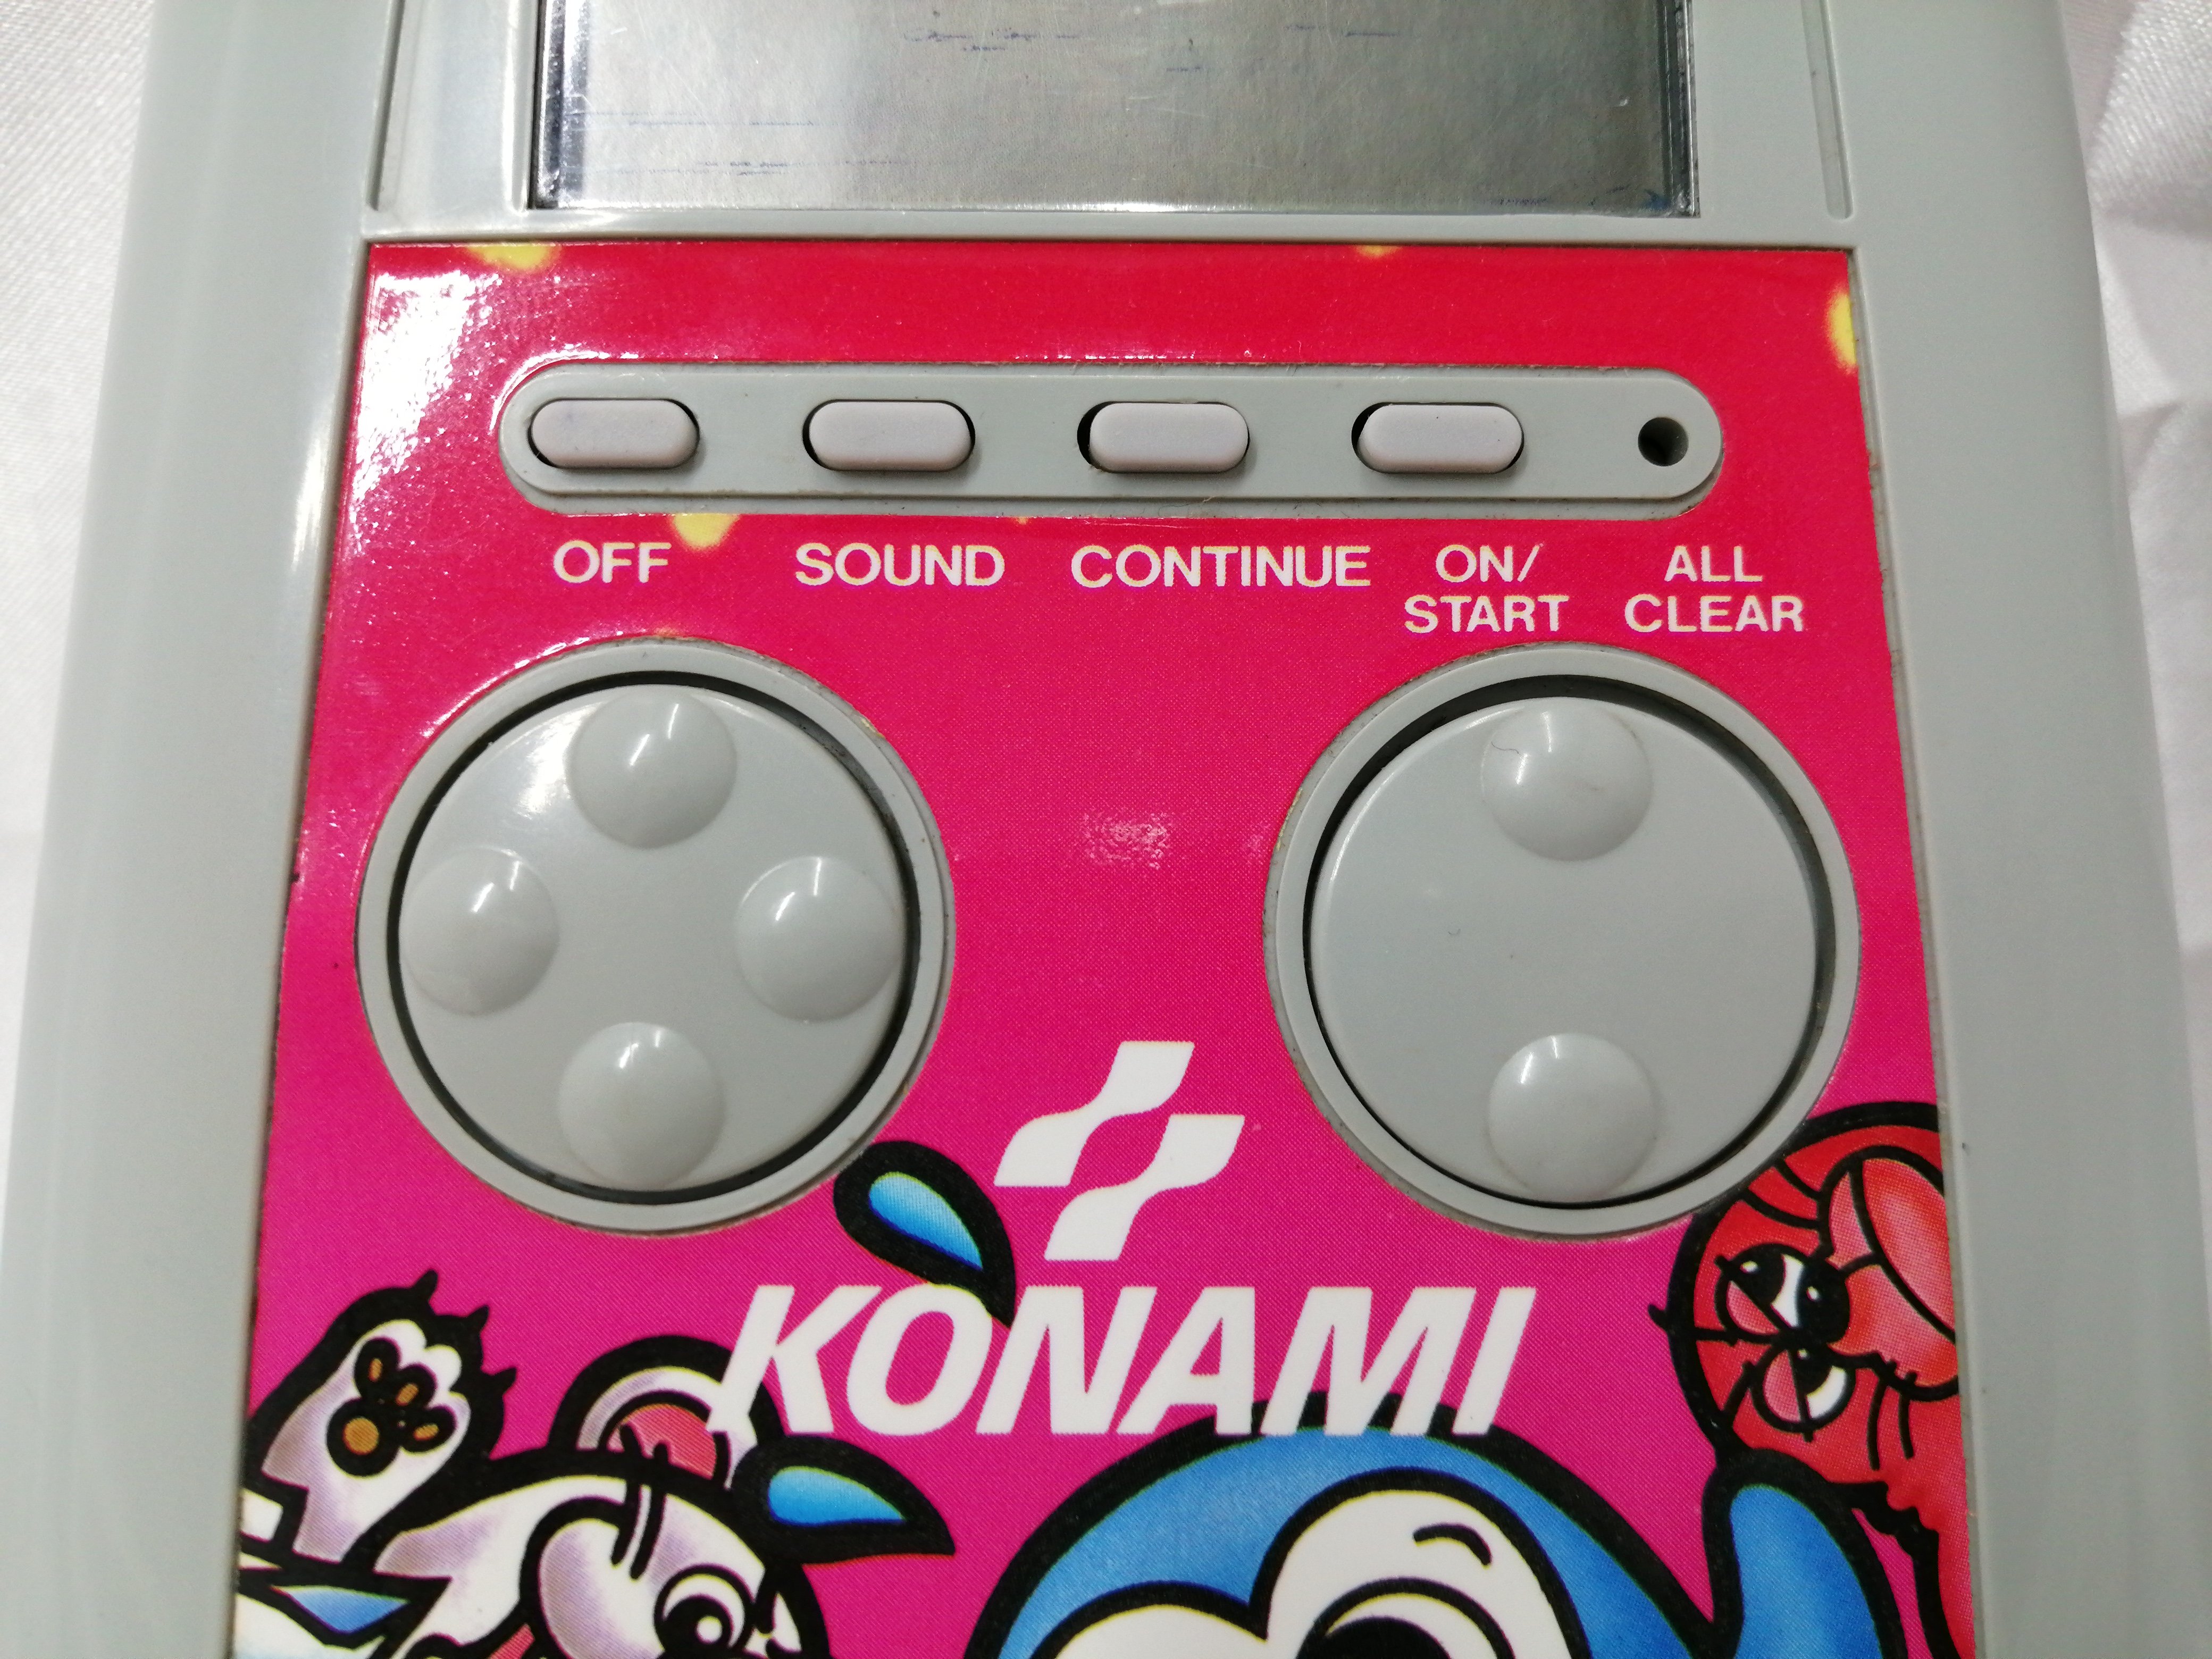 OFF SOUND CONTINUE ON/ ALL
START CLEAR
KONAMI